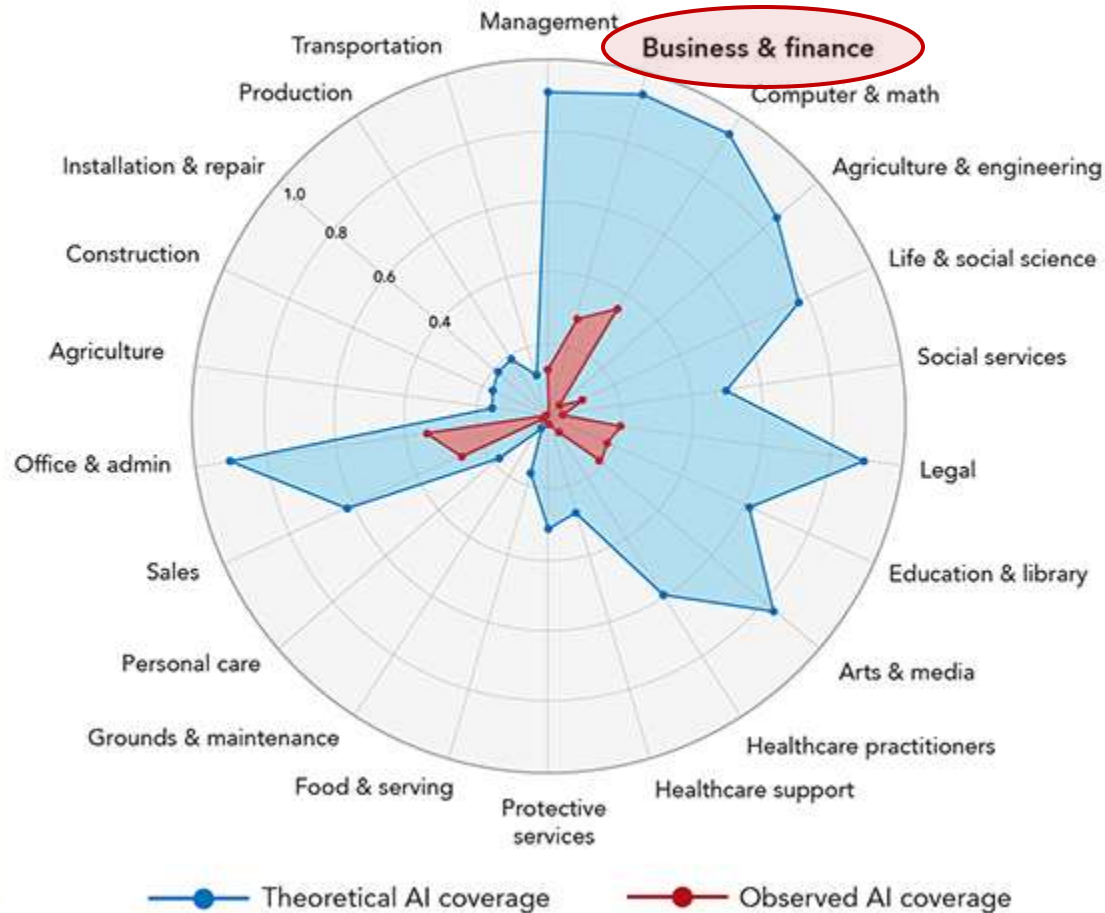 Management
Business & finance
Computer & math
Agriculture & engineering
Life & social science
Social services
Legal
Education & library
Arts & media
Healthcare practitioners
Healthcare support
Protective
services
Food & serving
Grounds & maintenance
Personal care
Sales
Office & admin
Agriculture
Construction
Installation & repair
Production
Transportation
1.0
0.8
0.6
0.4
Theoretical AI coverage
Observed AI coverage